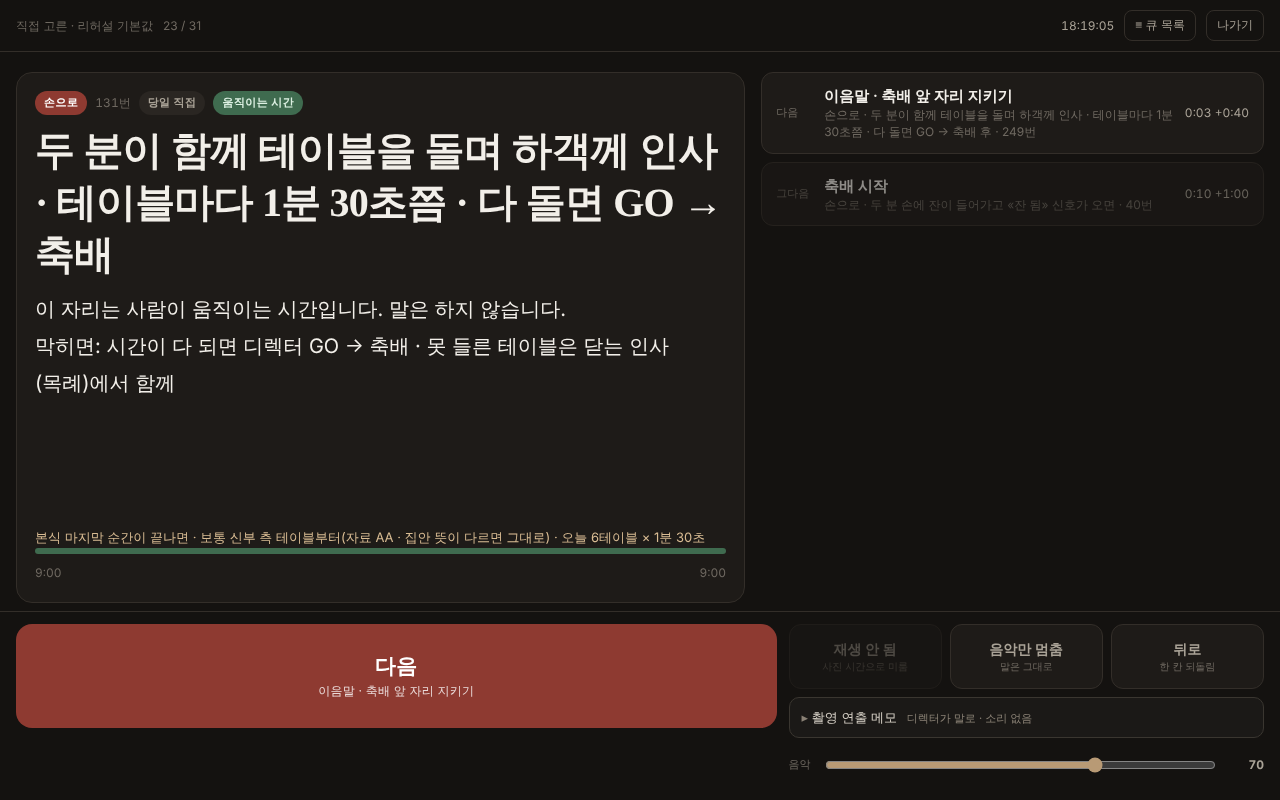 직접 고른 · 리허설 기본값 23 / 31
18:19:05
≡ 큐 목록
나가기
손으로 131번 당일 직접 움직이는 시간
두 분이 함께 테이블을 돌며 하객께 인사
· 테이블마다 1분 30초쯤 · 다 돌면 GO →
축배
이 자리는 사람이 움직이는 시간입니다. 말은 하지 않습니다.
막히면: 시간이 다 되면 디렉터 GO → 축배 · 못 들른 테이블은 닫는 인사
(목례)에서 함께
본식 마지막 순간이 끝나면 · 보통 신부 측 테이블부터(자료 AA · 집안 뜻이 다르면 그대로) · 오늘 6테이블 × 1분 30초
9:00 9:00
다음
이음말 · 축배 앞 자리 지키기
손으로 · 두 분이 함께 테이블을 돌며 하객께 인사 · 테이블마다 1분
30초쯤 · 다 돌면 GO → 축배 후 · 249번
0:03 +0:40
그다음
축배 시작
손으로 · 두 분 손에 잔이 들어가고 «잔 됨» 신호가 오면 · 40번
0:10 +1:00
다음
이음말 · 축배 앞 자리 지키기
재생 안 됨
사진 시간으로 이동
음악만 멈춤
말은 그대로
뒤로
한 칸 되돌림
▸ 촬영 연출 메모 디렉터가 말로 · 소리 없음
음악 70